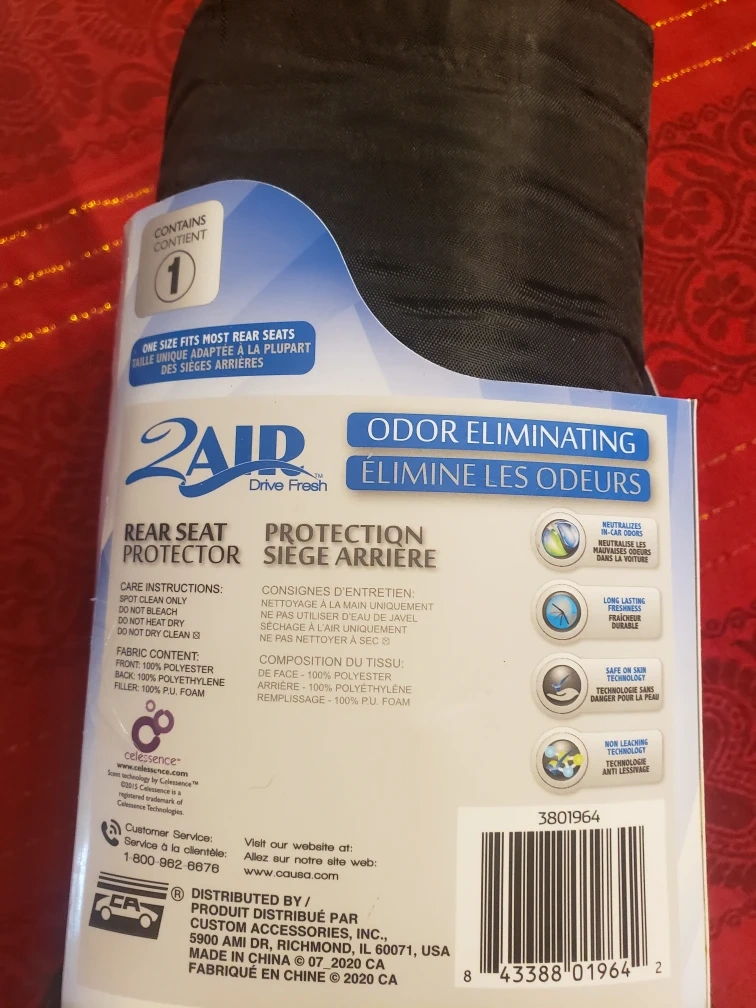 CONTAINS
CONTIENT
1
ONE SIZE FITS MOST REAR SEATS
TAILLE UNIQUE ADAPTÉE À LA PLUPART
DES SIÈGES ARRIÈRES
2AIR™
Drive Fresh
ODOR ELIMINATING
ÉLIMINE LES ODEURS
REAR SEAT
PROTECTOR
CARE INSTRUCTIONS:
SPOT CLEAN ONLY
DO NOT BLEACH
DO NOT HEAT DRY
DO NOT DRY CLEAN
FABRIC CONTENT:
FRONT: 100% POLYESTER
BACK: 100% POLYETHYLENE
FILLER: 100% P.U. FOAM
PROTECTION
SIÈGE ARRIÈRE
CONSIGNES D'ENTRETIEN:
NETTOYAGE À LA MAIN UNIQUEMENT
NE PAS UTILISER D'EAU DE JAVEL
SÉCHAGE À L'AIR UNIQUEMENT
NE PAS NETTOYER À SEC
COMPOSITION DU TISSU:
DE FACE - 100% POLYESTER
ARRIÈRE - 100% POLYÉTHYLÈNE
REMPLISSAGE - 100% P.U. FOAM
NEUTRALIZES
IN-CAR ODORS
NEUTRALISE LES
MAUVAISES ODEURS
DANS LA VOITURE
LONG LASTING
FRESHNESS
FRAÎCHEUR
DURABLE
SAFE ON SKIN
TECHNOLOGY
TECHNOLOGIE SANS
DANGER POUR LA PEAU
NON LEACHING
TECHNOLOGY
TECHNOLOGIE
ANTI LESSIVAGE
celessence™
www.celessence.com
Scent technology by Celessence™
©2015 Celessence is a
registered trademark of
Celessence Technologies.
Customer Service:
Service à la clientèle:
1-800-962-6676
Visit our website at:
Allez sur notre site web:
www.causa.com
CA ®
DISTRIBUTED BY /
PRODUIT DISTRIBUÉ PAR
CUSTOM ACCESSORIES, INC.,
5900 AMI DR, RICHMOND, IL 60071, USA
MADE IN CHINA © 07_2020 CA
FABRIQUÉ EN CHINE © 2020 CA
3801964
8 43388 01964 2